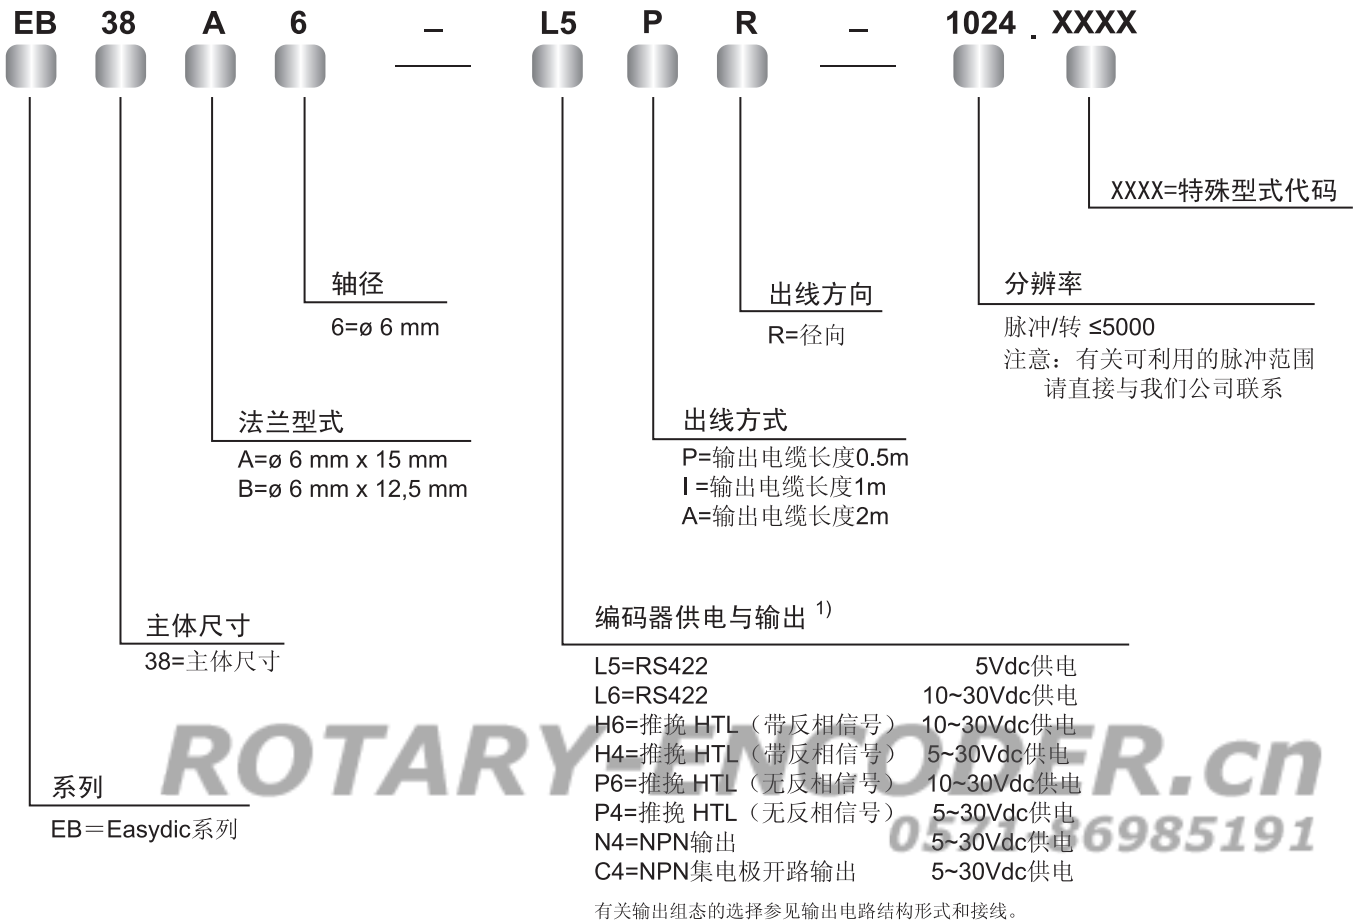 EB 38 A 6 – L5 P R – 1024 . XXXX
XXXX=特殊型式代码
轴径
6=ø 6 mm
出线方向
R=径向
分辨率
脉冲/转 ≤5000
注意：有关可利用的脉冲范围
请直接与我们公司联系
法兰型式
A=ø 6 mm x 15 mm
B=ø 6 mm x 12,5 mm
出线方式
P=输出电缆长度0.5m
I =输出电缆长度1m
A=输出电缆长度2m
主体尺寸
38=主体尺寸
编码器供电与输出 1)
L5=RS422 5Vdc供电
L6=RS422 10~30Vdc供电
H6=推挽 HTL（带反相信号） 10~30Vdc供电
H4=推挽 HTL（带反相信号） 5~30Vdc供电
P6=推挽 HTL（无反相信号） 10~30Vdc供电
P4=推挽 HTL（无反相信号） 5~30Vdc供电
N4=NPN输出 5~30Vdc供电
C4=NPN集电极开路输出 5~30Vdc供电
有关输出组态的选择参见输出电路结构形式和接线。
系列
EB＝Easydic系列
ROTARY-ENCODER.cn
0571-86985191